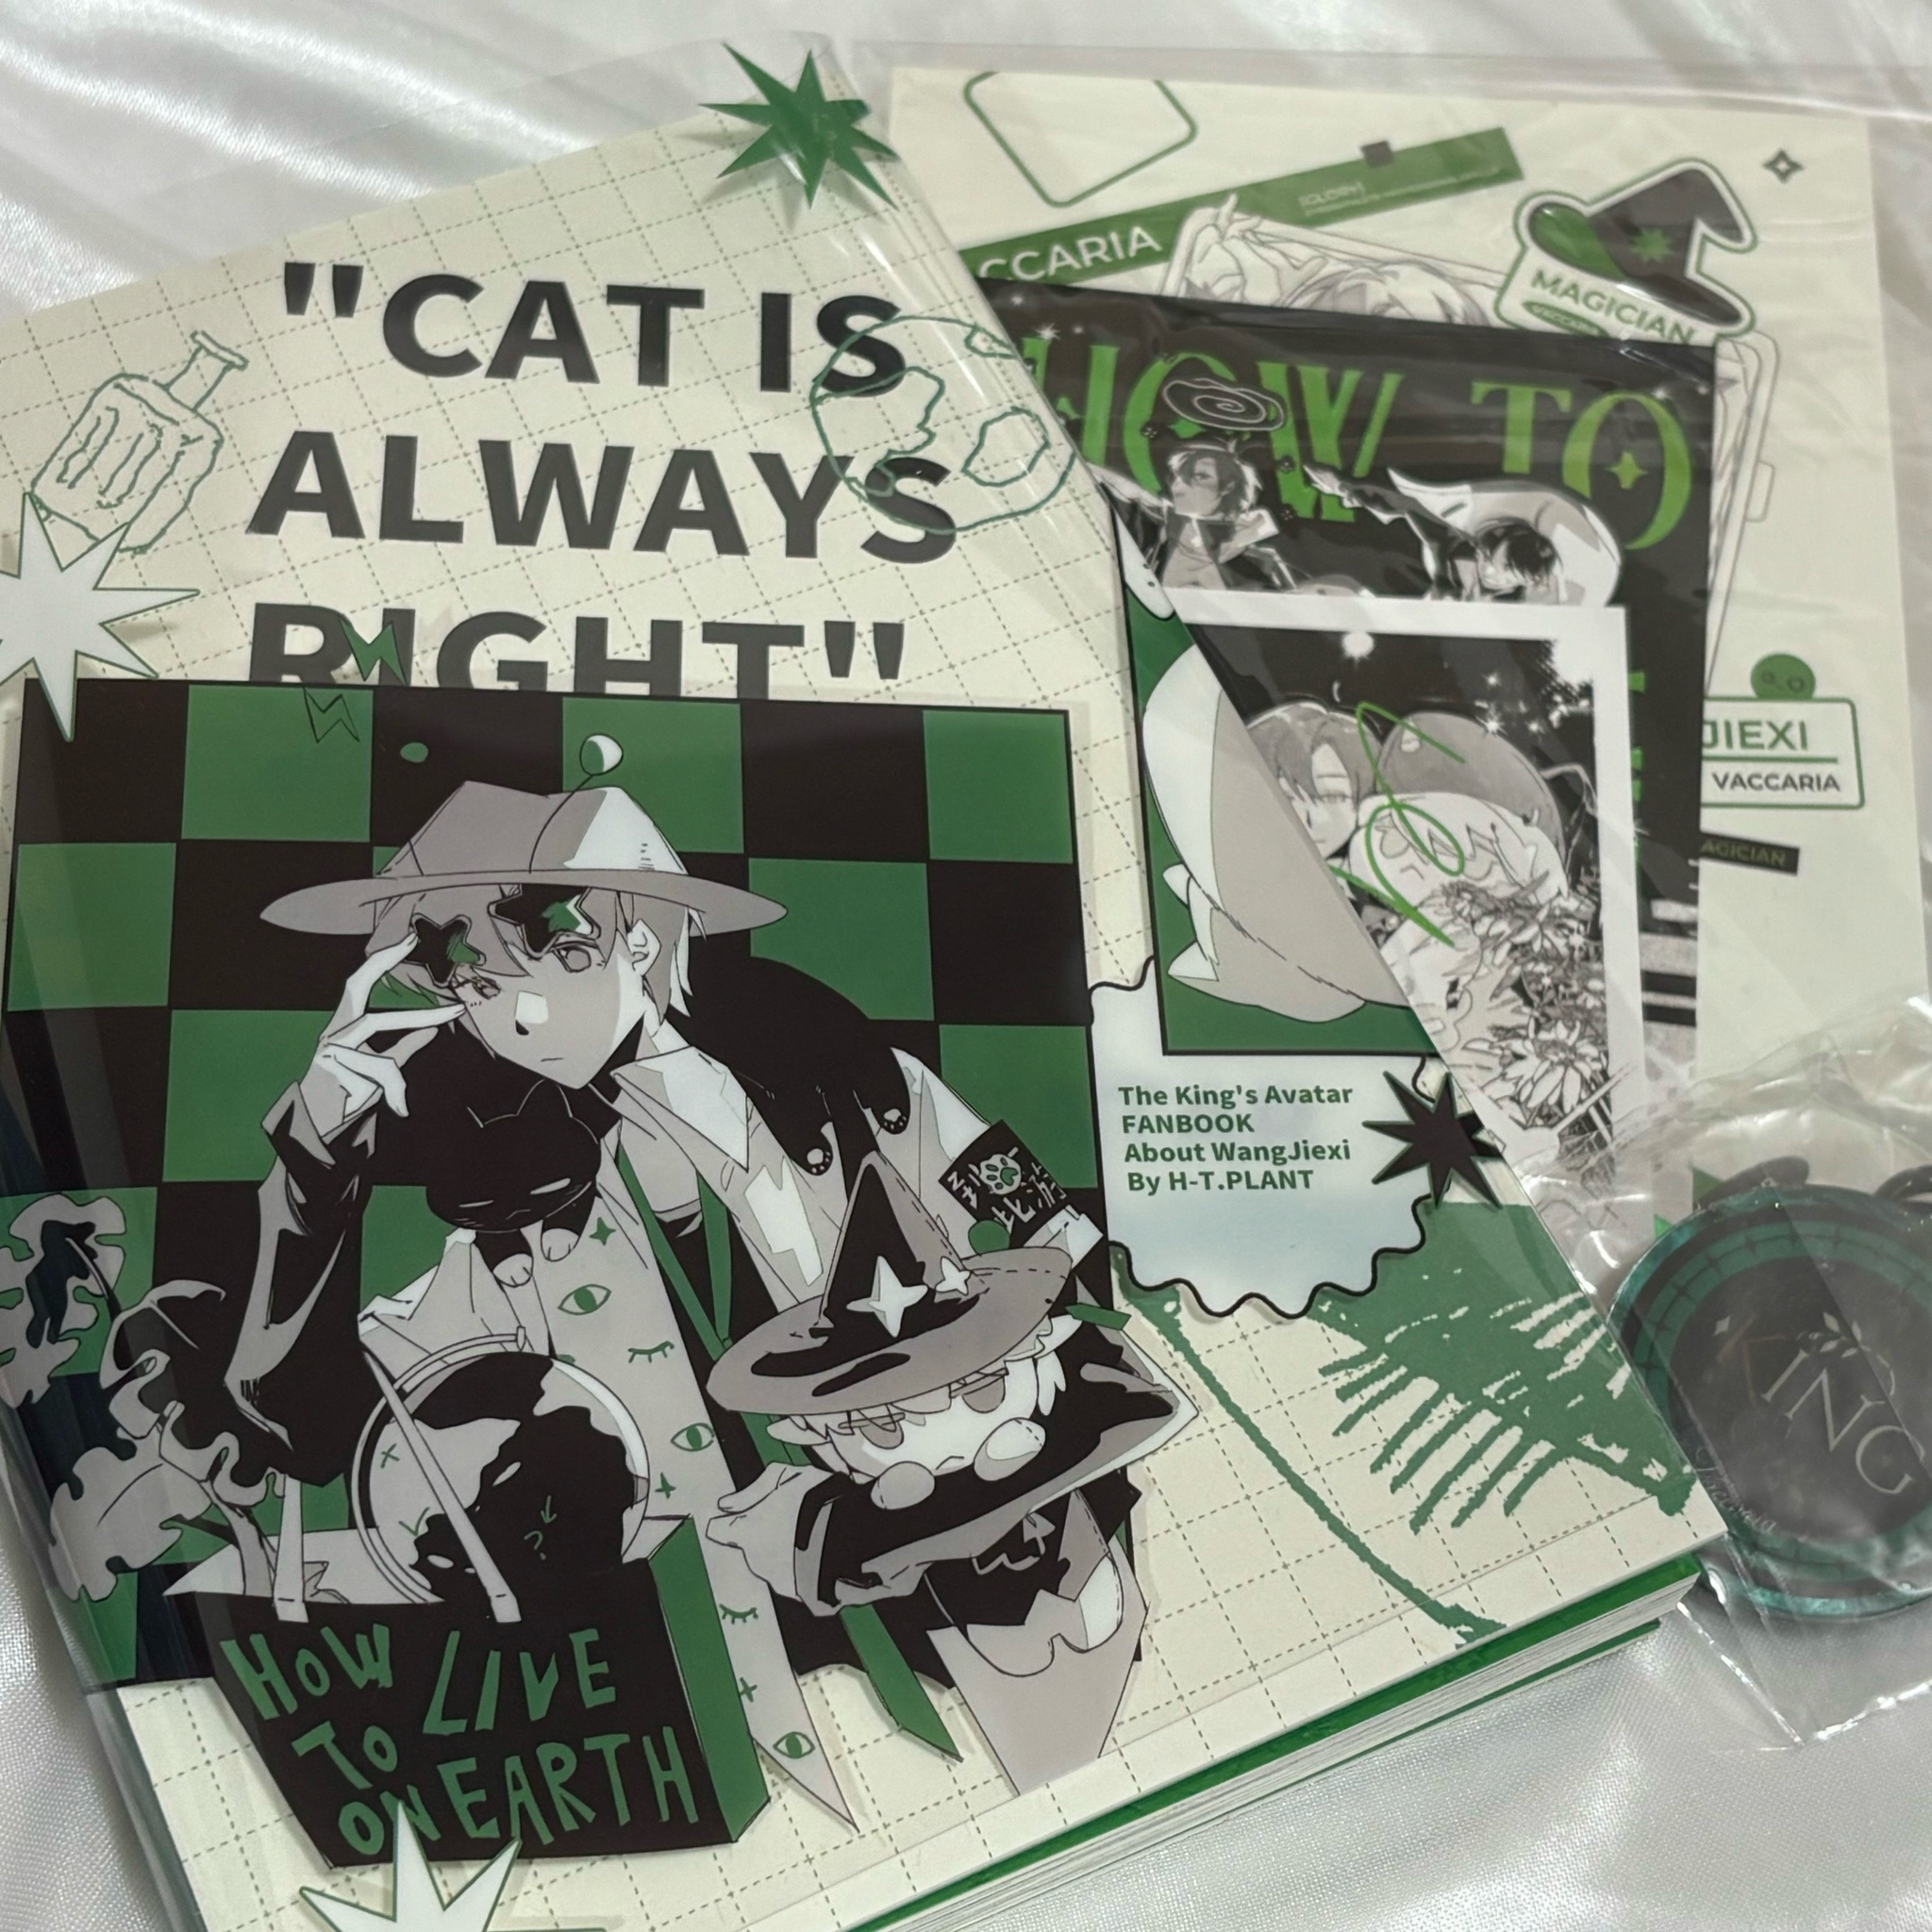 "CAT IS
ALWAYS
RIGHT"
The King's Avatar
FANBOOK
About WangJiexi
By H-T.PLANT
HOW LIVE
TO
ON EARTH
CCARIA
MAGICIAN
HOW TO
JIEXI
VACCARIA
AGICIAN
KING